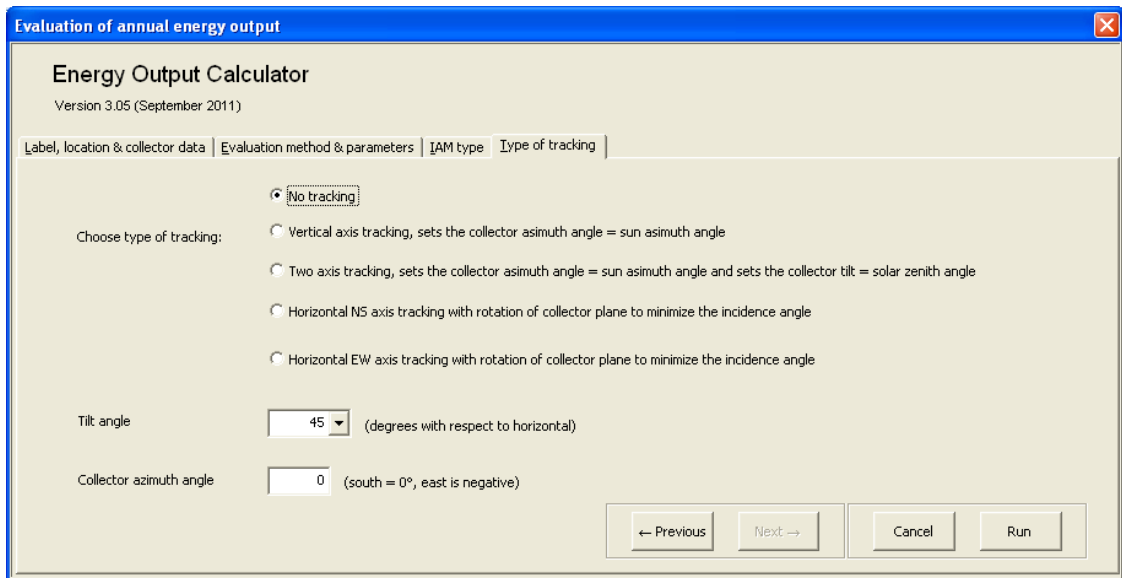 Evaluation of annual energy output
Energy Output Calculator
Version 3.05 (September 2011)
Label, location & collector data
Evaluation method & parameters
IAM type
Type of tracking
No tracking
Choose type of tracking:
Vertical axis tracking, sets the collector asimuth angle = sun asimuth angle
Two axis tracking, sets the collector asimuth angle = sun asimuth angle and sets the collector tilt = solar zenith angle
Horizontal NS axis tracking with rotation of collector plane to minimize the incidence angle
Horizontal EW axis tracking with rotation of collector plane to minimize the incidence angle
Tilt angle 45 (degrees with respect to horizontal)
Collector azimuth angle 0 (south = 0°, east is negative)
← Previous
Next →
Cancel
Run